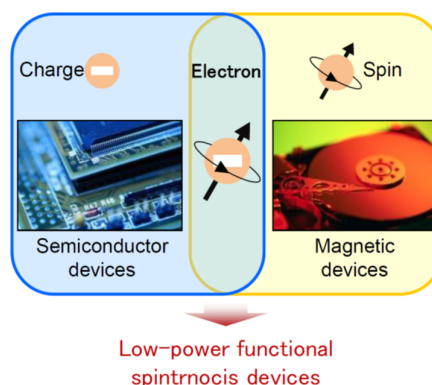 Charge
Electron
Spin
Semiconductor
devices
Magnetic
devices
Low-power functional
spintrnocis devices